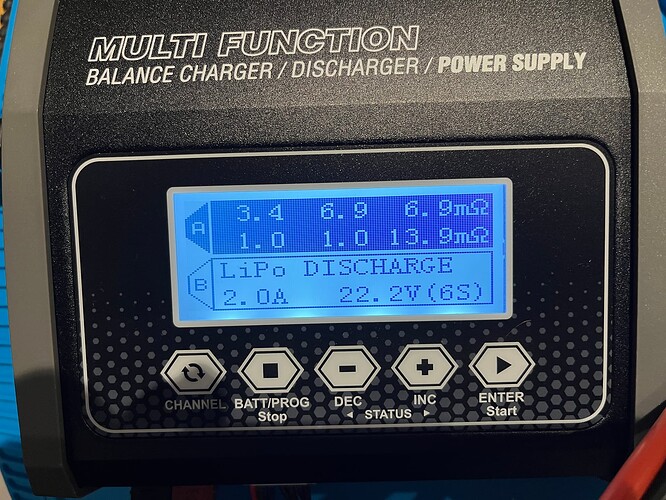 MULTI FUNCTION
BALANCE CHARGER / DISCHARGER / POWER SUPPLY
A 3.4 6.9 6.9mΩ
1.0 1.0 13.9mΩ
B LiPo DISCHARGE
2.0A 22.2V(6S)
CHANNEL BATT/PROG DEC INC ENTER
Stop ◄ STATUS ► Start